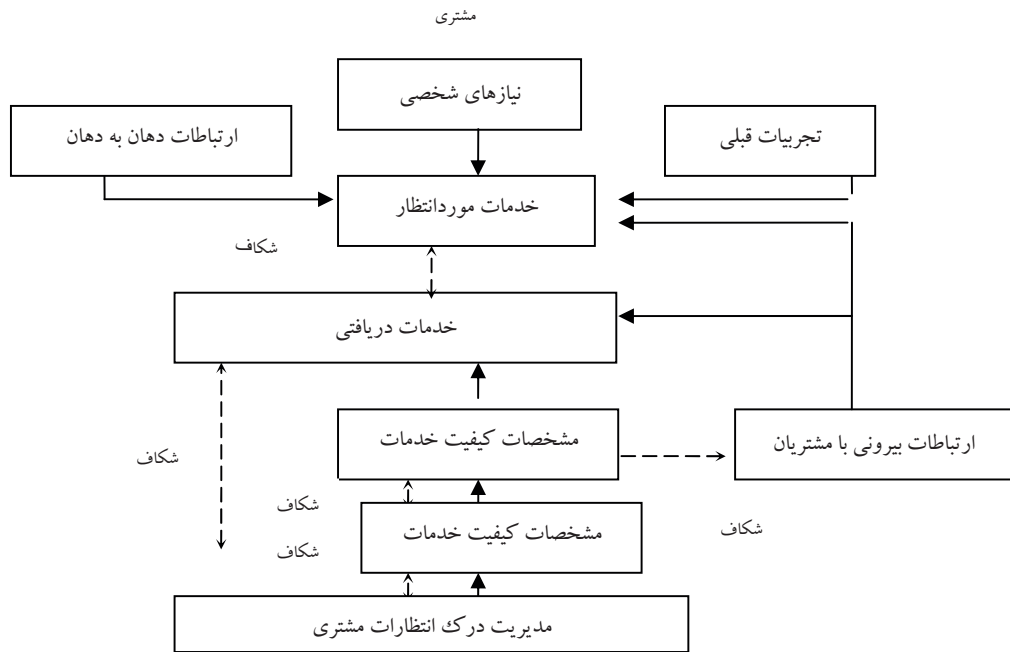 مشتری
نیازهای شخصی
ارتباطات دهان به دهان
تجربیات قبلی
خدمات موردانتظار
شکاف
خدمات دریافتی
مشخصات کیفیت خدمات
ارتباطات بیرونی با مشتریان
شکاف
شکاف
مشخصات کیفیت خدمات
شکاف
شکاف
مدیریت درک انتظارات مشتری